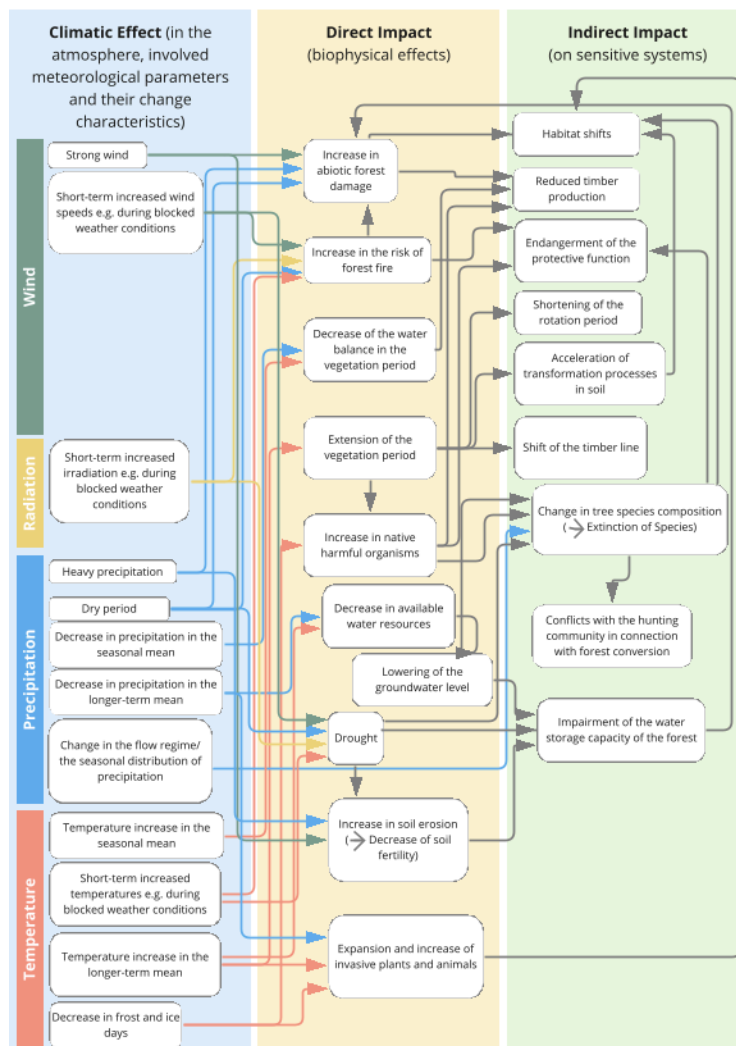 Climatic Effect (in the
atmosphere, involved
meteorological parameters
and their change
characteristics)
Direct Impact
(biophysical effects)
Indirect Impact
(on sensitive systems)
Wind
Strong wind
Short-term increased wind
speeds e.g. during blocked
weather conditions
Radiation
Short-term increased
irradiation e.g. during
blocked weather
conditions
Precipitation
Heavy precipitation
Dry period
Decrease in precipitation in the
seasonal mean
Decrease in precipitation in the
longer-term mean
Change in the flow regime/
the seasonal distribution of
precipitation
Temperature
Temperature increase in the
seasonal mean
Short-term increased
temperatures e.g. during
blocked weather conditions
Temperature increase in the
longer-term mean
Decrease in frost and ice
days
Increase in
abiotic forest
damage
Increase in the risk of
forest fire
Decrease of the water
balance in the
vegetation period
Extension of the
vegetation period
Increase in native
harmful organisms
Decrease in available
water resources
Lowering of the
groundwater level
Drought
Increase in soil erosion
(→ Decrease of soil
fertility)
Expansion and increase of
invasive plants and animals
Habitat shifts
Reduced timber
production
Endangerment of the
protective function
Shortening of the
rotation period
Acceleration of
transformation processes
in soil
Shift of the timber line
Change in tree species composition
(→ Extinction of Species)
Conflicts with the hunting
community in connection
with forest conversion
Impairment of the water
storage capacity of the forest